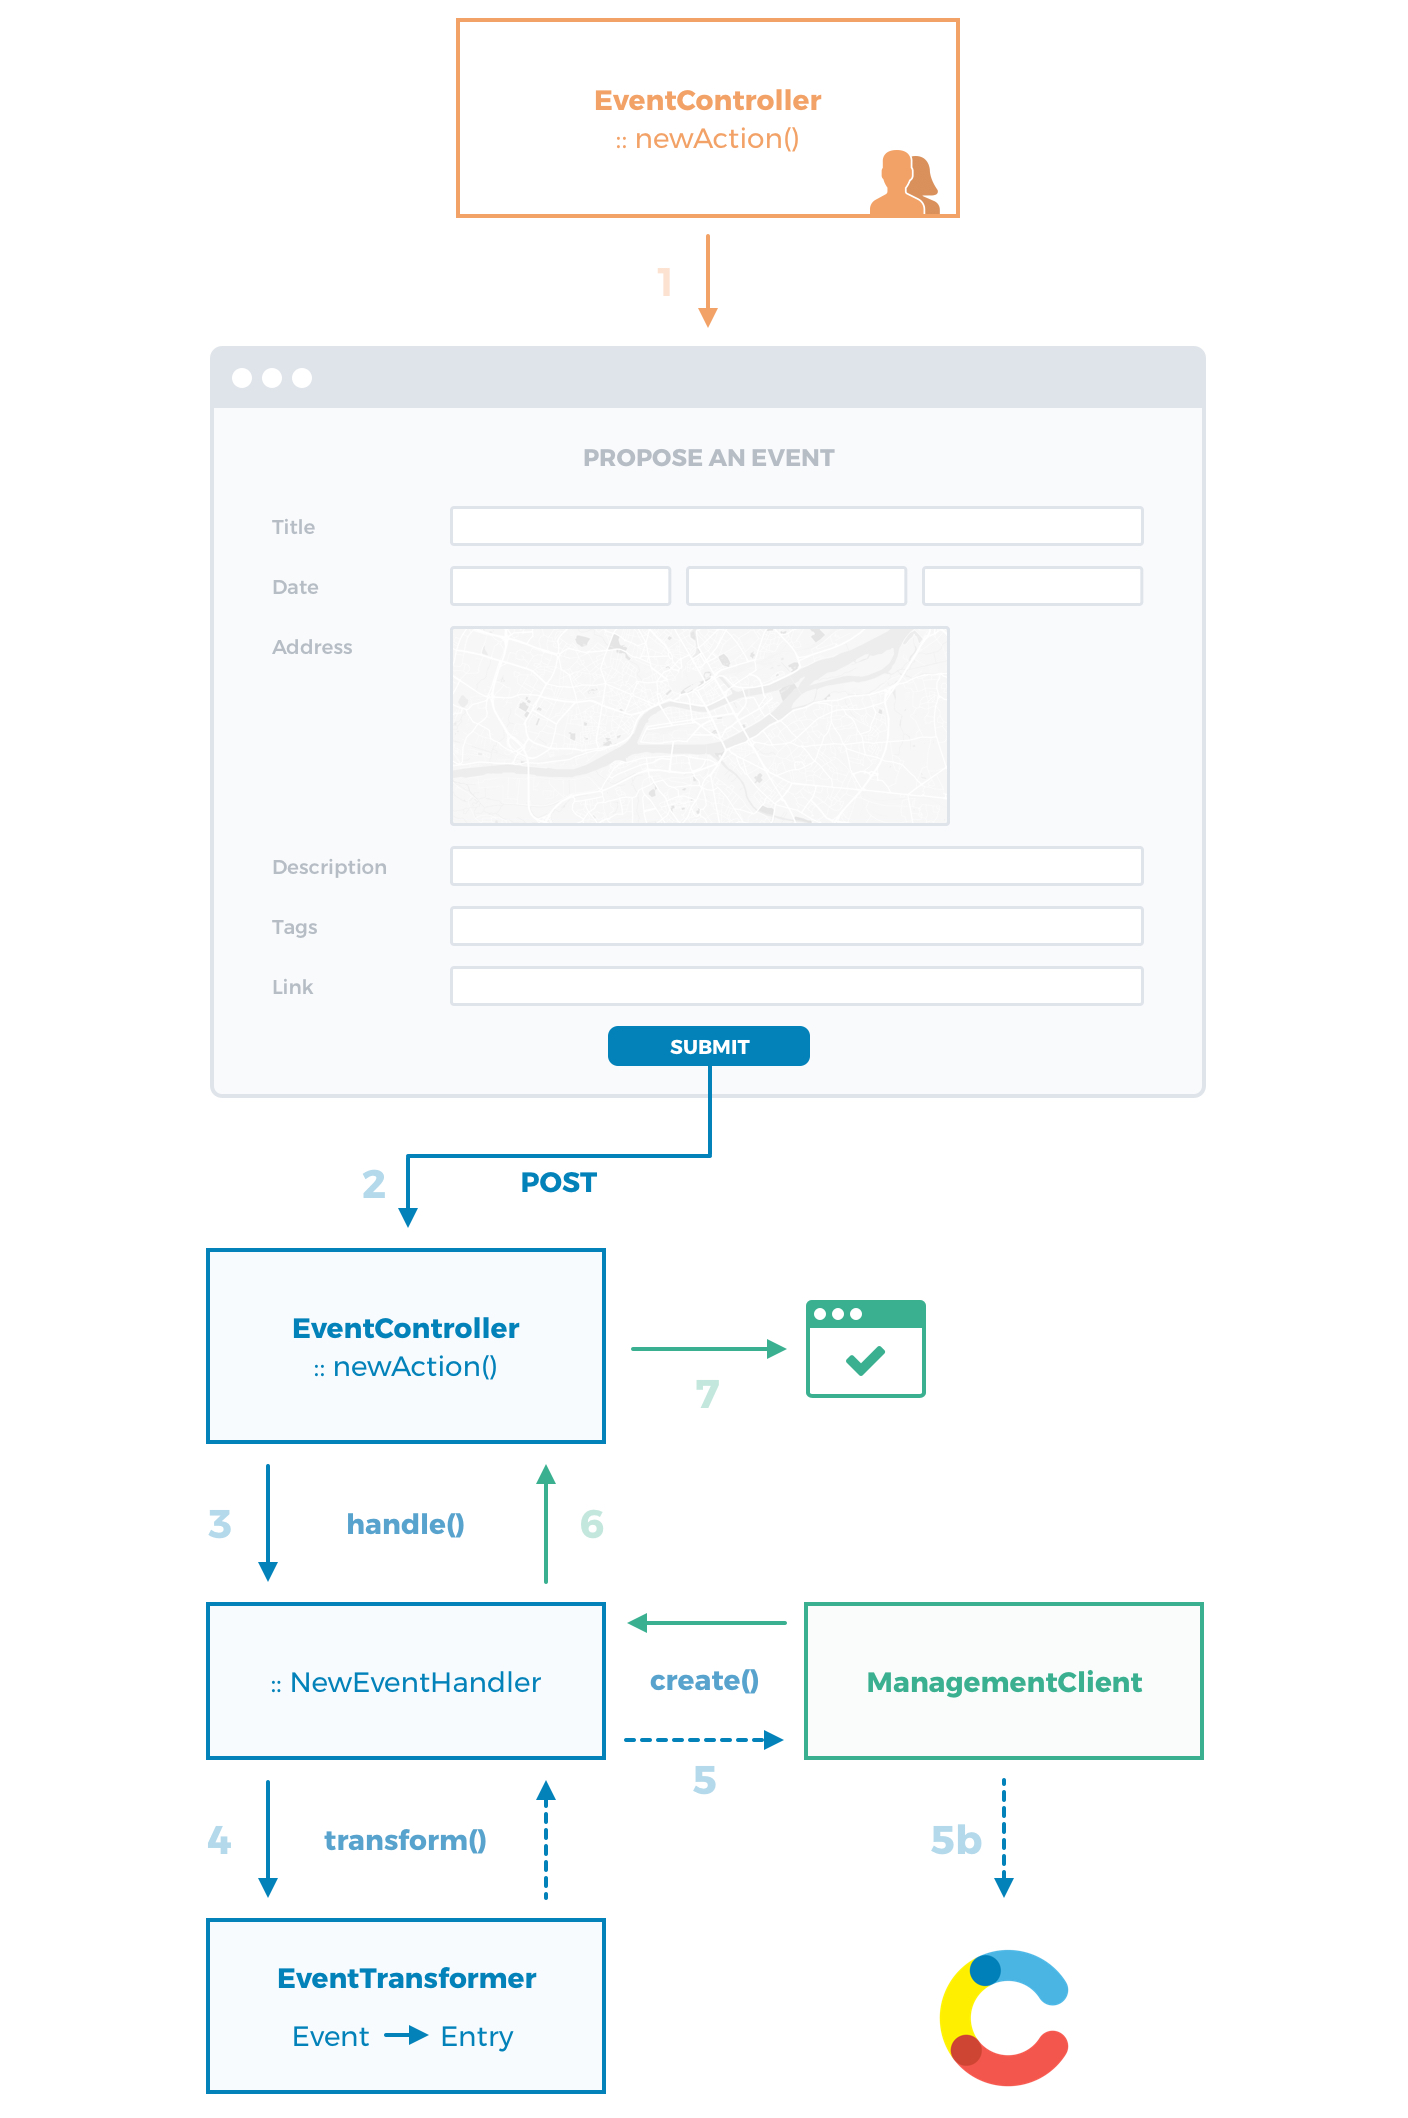 EventController
:: newAction()
1
PROPOSE AN EVENT
Title
Date
Address
Description
Tags
Link
SUBMIT
2
POST
EventController
:: newAction()
7
3
handle()
6
:: NewEventHandler
create()
ManagementClient
5
4
transform()
5b
EventTransformer
Event
Entry